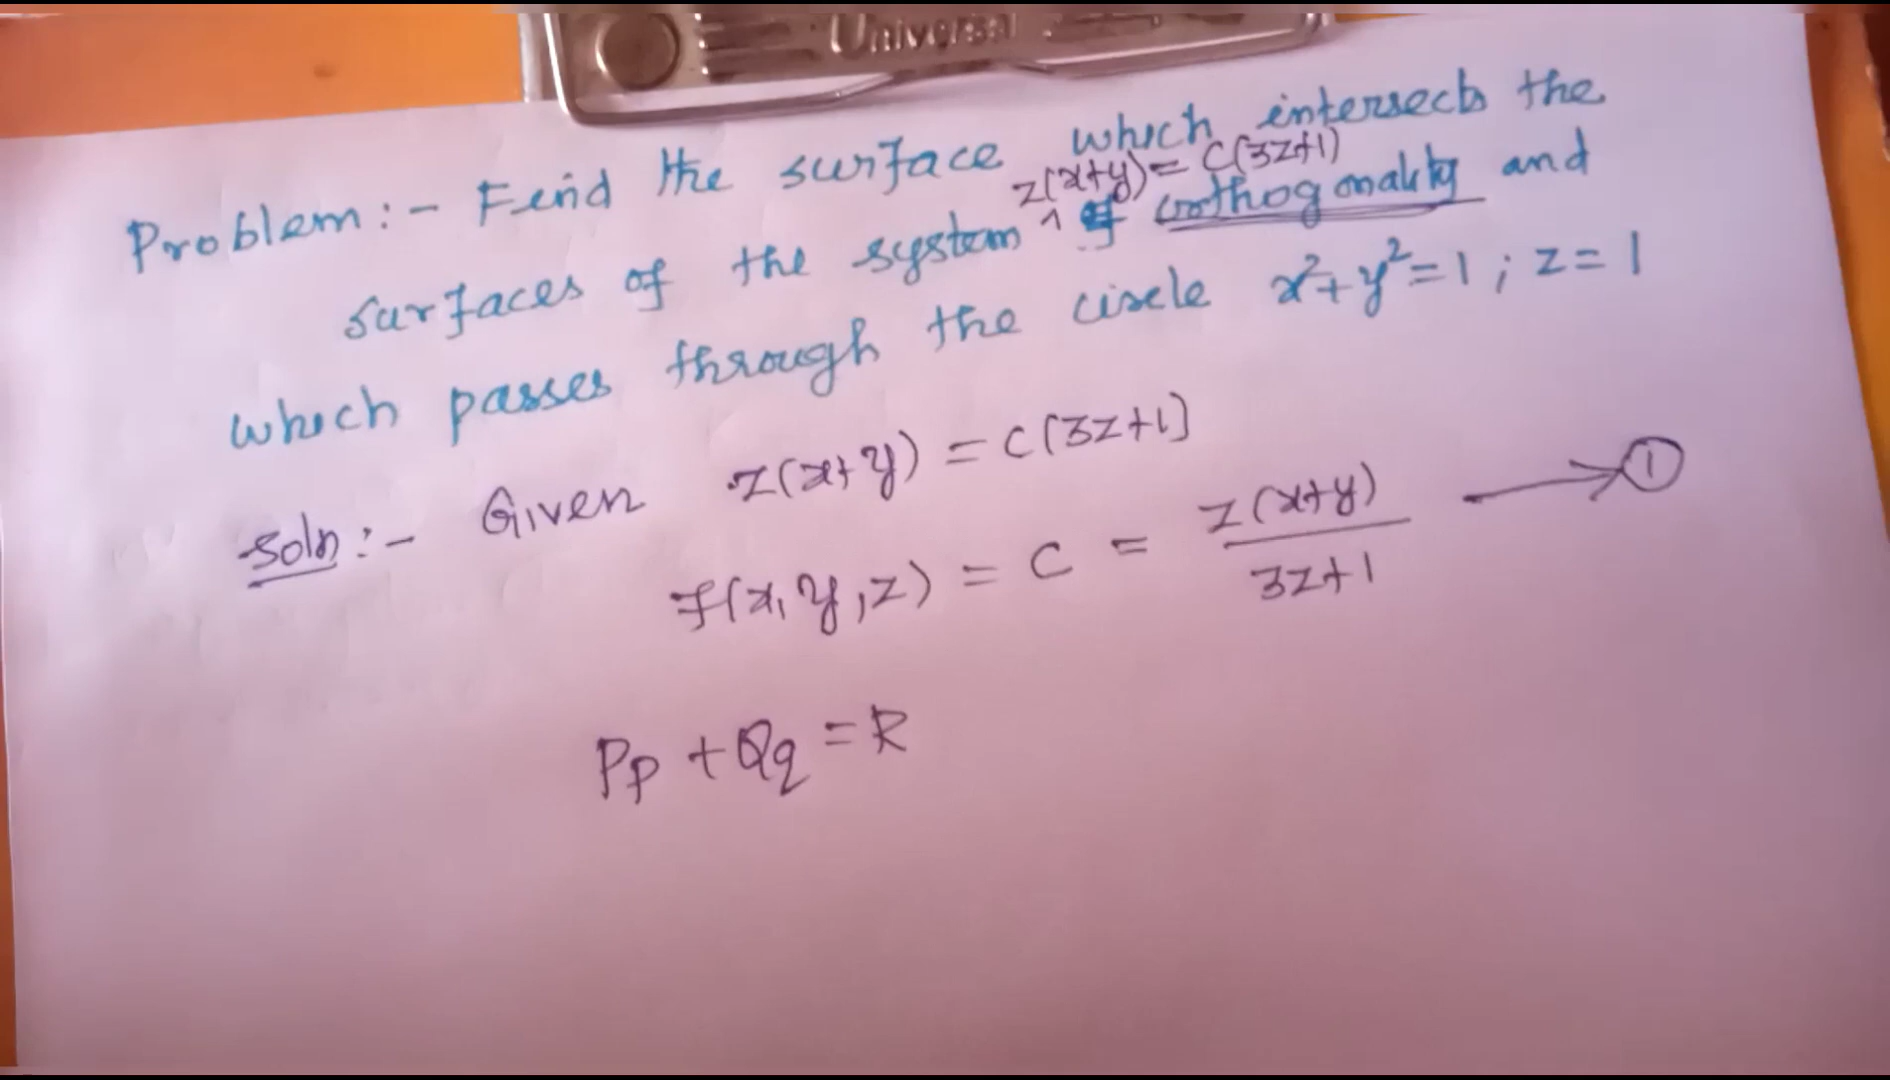 Universal
Problem :- Find the surface which intersects the
z(x+y) = C(3z+1)
surfaces of the system ^ of orthogonality and
which passes through the circle x²+y²=1 ; z=1
Soln :- Given z(x+y) = C(3z+1)
f(x,y,z) = C = z(x+y)/3z+1 → ①
Pp + Qq = R